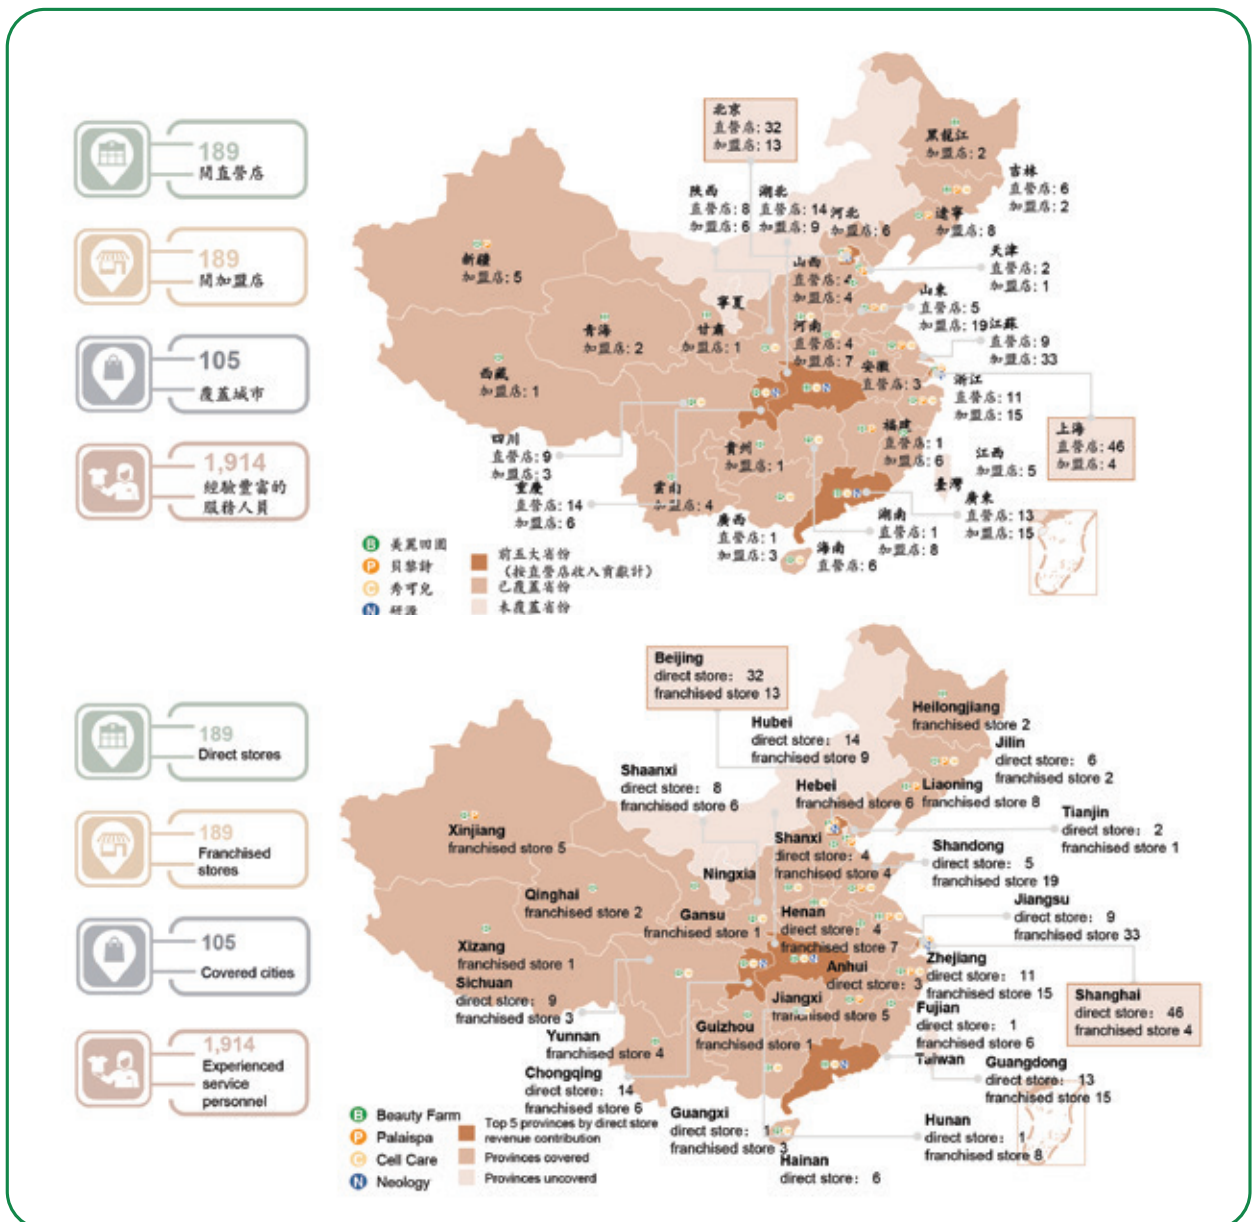 189
間直營店
189
間加盟店
105
覆蓋城市
1,914
經驗豐富的
服務人員
北京
直營店: 32
加盟店: 13
黑龍江
加盟店: 2
吉林
直營店: 6
加盟店: 2
陝西
直營店: 8
加盟店: 6
湖北
直營店: 14
加盟店: 9
河北
加盟店: 6
遼寧
加盟店: 8
天津
直營店: 2
加盟店: 1
新疆
加盟店: 5
山西
直營店: 4
加盟店: 4
山東
直營店: 5
加盟店: 19
寧夏
青海
加盟店: 2
甘肅
加盟店: 1
河南
直營店: 4
加盟店: 7
江蘇
直營店: 9
加盟店: 33
西藏
加盟店: 1
安徽
直營店: 3
浙江
直營店: 11
加盟店: 15
上海
直營店: 46
加盟店: 4
四川
直營店: 9
加盟店: 3
貴州
加盟店: 1
福建
直營店: 1
加盟店: 6
江西
加盟店: 5
重慶
直營店: 14
加盟店: 6
雲南
加盟店: 4
臺灣
廣東
直營店: 13
加盟店: 15
廣西
直營店: 1
加盟店: 3
湖南
直營店: 1
加盟店: 8
海南
直營店: 6
B 美麗田園
P 貝黎詩
C 秀可兒
N 研源
前五大省份
(按直營店收入貢獻計)
已覆蓋省份
未覆蓋省份
189
Direct stores
189
Franchised
stores
105
Covered cities
1,914
Experienced
service
personnel
Beijing
direct store: 32
franchised store 13
Heilongjiang
franchised store 2
Hubei
direct store: 14
franchised store 9
Jilin
direct store: 6
franchised store 2
Shaanxi
direct store: 8
franchised store 6
Hebei
franchised store 6
Liaoning
franchised store 8
Tianjin
direct store: 2
franchised store 1
Xinjiang
franchised store 5
Shanxi
direct store: 4
franchised store 4
Shandong
direct store: 5
franchised store 19
Ningxia
Qinghai
franchised store 2
Gansu
franchised store 1
Henan
direct store: 4
franchised store 7
Jiangsu
direct store: 9
franchised store 33
Xizang
franchised store 1
Anhui
direct store: 3
Zhejiang
direct store: 11
franchised store 15
Sichuan
direct store: 9
franchised store 3
Jiangxi
franchised store 5
Shanghai
direct store: 46
franchised store 4
Yunnan
franchised store 4
Guizhou
franchised store 1
Fujian
direct store: 1
franchised store 6
Taiwan
Chongqing
direct store: 14
franchised store 6
Guangdong
direct store: 13
franchised store 15
Guangxi
direct store: 1
franchised store 3
Hunan
direct store: 1
franchised store 8
Hainan
direct store: 6
B Beauty Farm
P Palaispa
C Cell Care
N Neology
Top 5 provinces by direct store
revenue contribution
Provinces covered
Provinces uncoverd